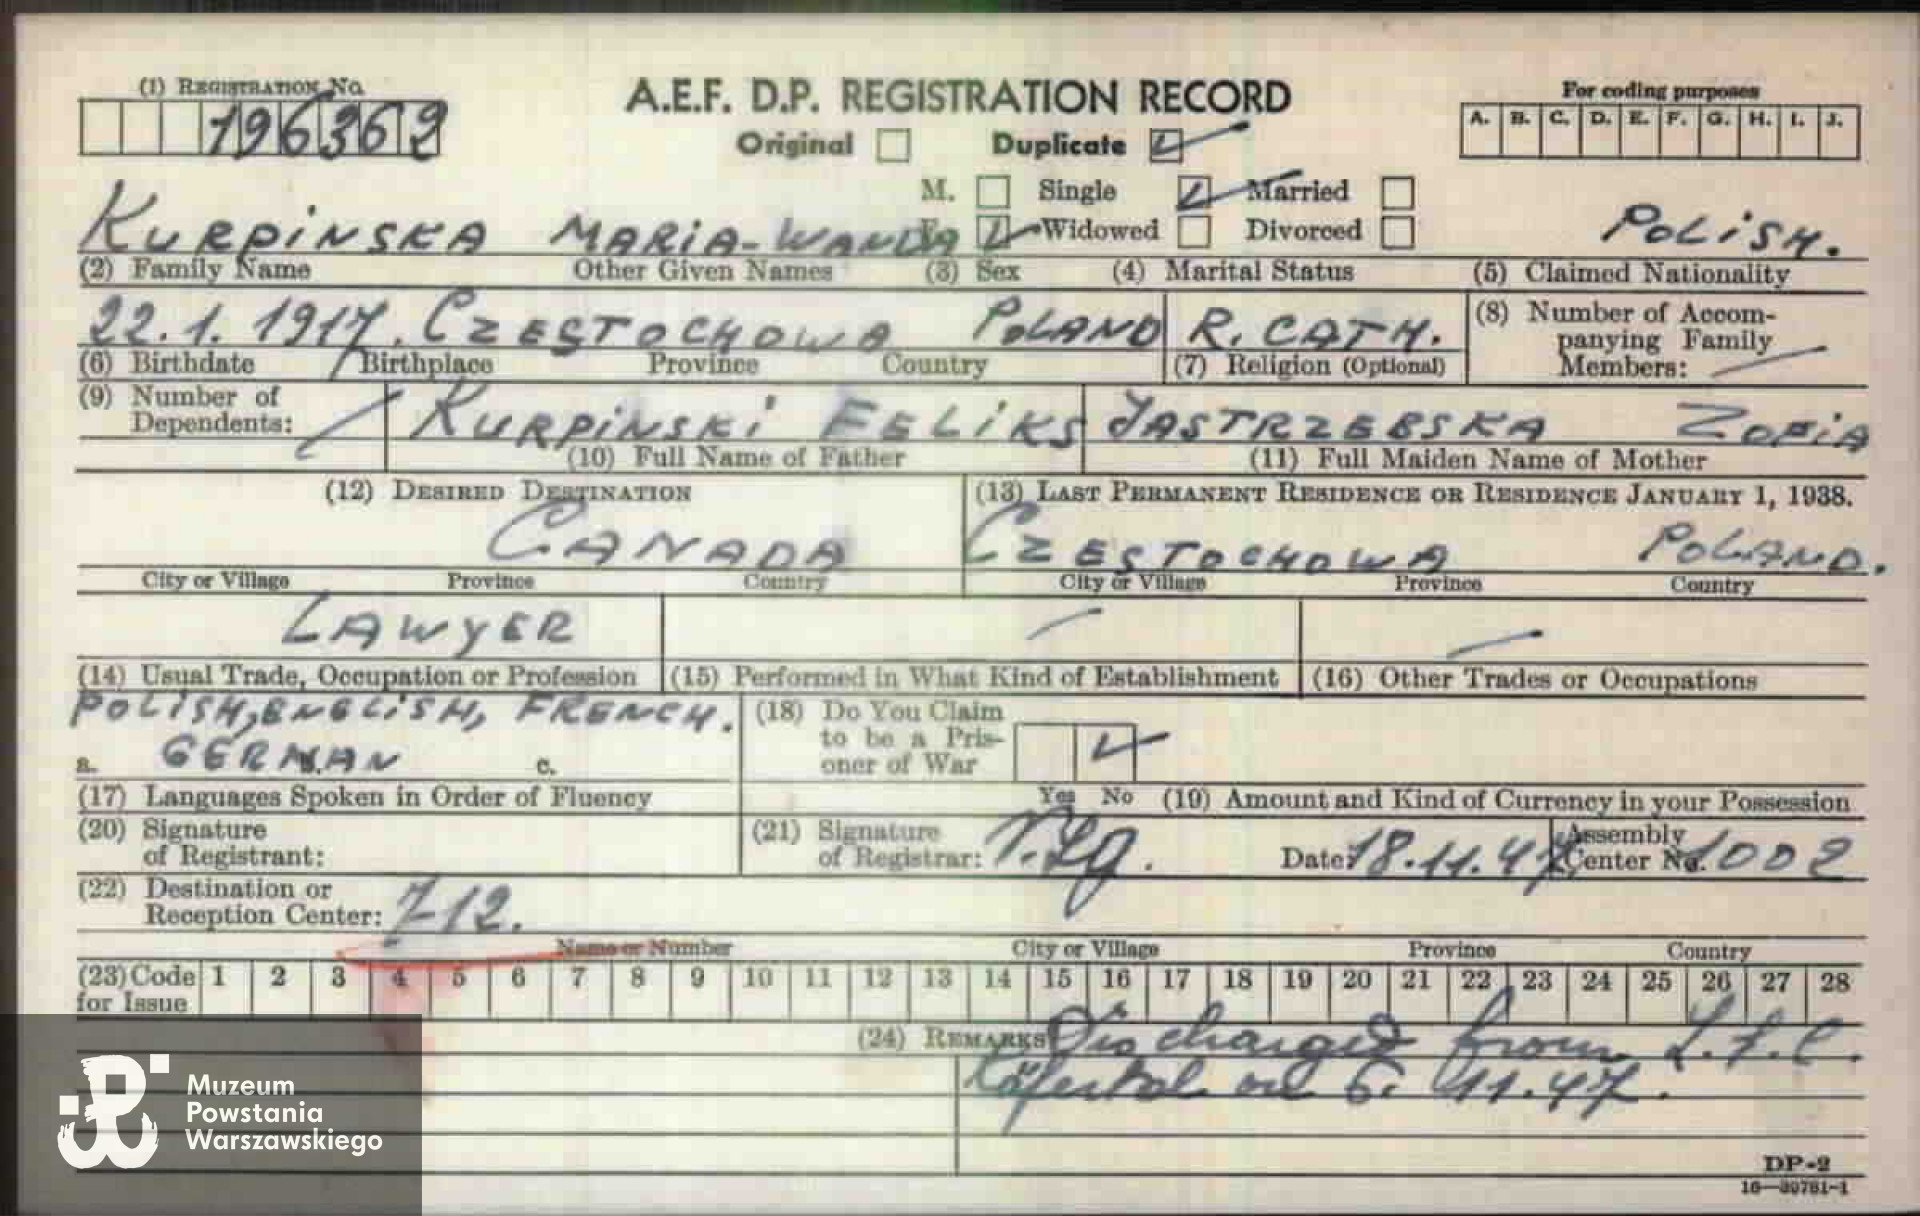 (1) REGISTRATION NO.
196362
A.E.F. D.P. REGISTRATION RECORD
Original Duplicate
For coding purposes
A. B. C. D. E. F. G. H. I. J.
M. Single Married
F. Widowed Divorced
KURPINSKA MARIA-WANDA POLISH.
(2) Family Name Other Given Names (3) Sex (4) Marital Status (5) Claimed Nationality
22.1.1917. CZESTOCHOWA POLAND R. CATH.
(6) Birthdate Birthplace Province Country (7) Religion (Optional)
(8) Number of Accom-
panying Family
Members:
(9) Number of
Dependents:
KURPINSKI FELIKS JASTRZEBSKA ZOFIA
(10) Full Name of Father (11) Full Maiden Name of Mother
(12) DESIRED DESTINATION (13) LAST PERMANENT RESIDENCE OR RESIDENCE JANUARY 1, 1938.
CANADA CZESTOCHOWA POLAND.
City or Village Province Country City or Village Province Country
LAWYER
(14) Usual Trade, Occupation or Profession (15) Performed in What Kind of Establishment (16) Other Trades or Occupations
POLISH, ENGLISH, FRENCH.
a. GERMAN c.
(17) Languages Spoken in Order of Fluency
(18) Do You Claim
to be a Pris-
oner of War
Yes No (19) Amount and Kind of Currency in your Possession
(20) Signature
of Registrant:
(21) Signature
of Registrar:
Date: 18.11.47 Assembly
Center No. 1002
(22) Destination or
Reception Center: 712.
Name or Number City or Village Province Country
(23) Code
for Issue
1 2 3 4 5 6 7 8 9 10 11 12 13 14 15 16 17 18 19 20 21 22 23 24 25 26 27 28
(24) REMARKS Discharged from
on 6. 11.47.
Muzeum
Powstania
Warszawskiego
DP-2
16—39781-1